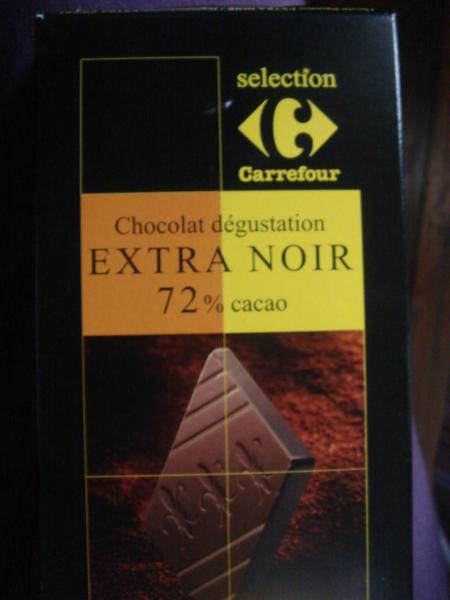 selection
Carrefour
Chocolat dégustation
EXTRA NOIR
72% cacao